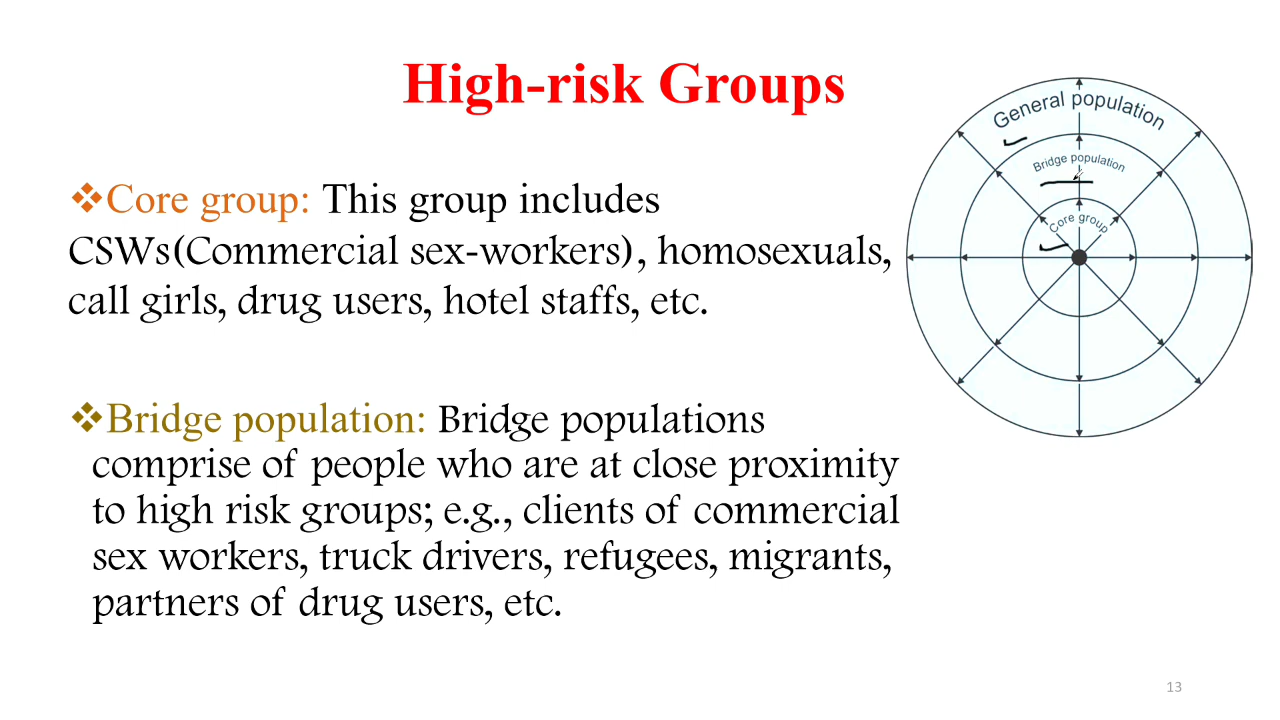 High-risk Groups
❖Core group: This group includes
CSWs(Commercial sex-workers), homosexuals,
call girls, drug users, hotel staffs, etc.
❖Bridge population: Bridge populations
comprise of people who are at close proximity
to high risk groups; e.g., clients of commercial
sex workers, truck drivers, refugees, migrants,
partners of drug users, etc.
General population
Bridge population
Core group
13